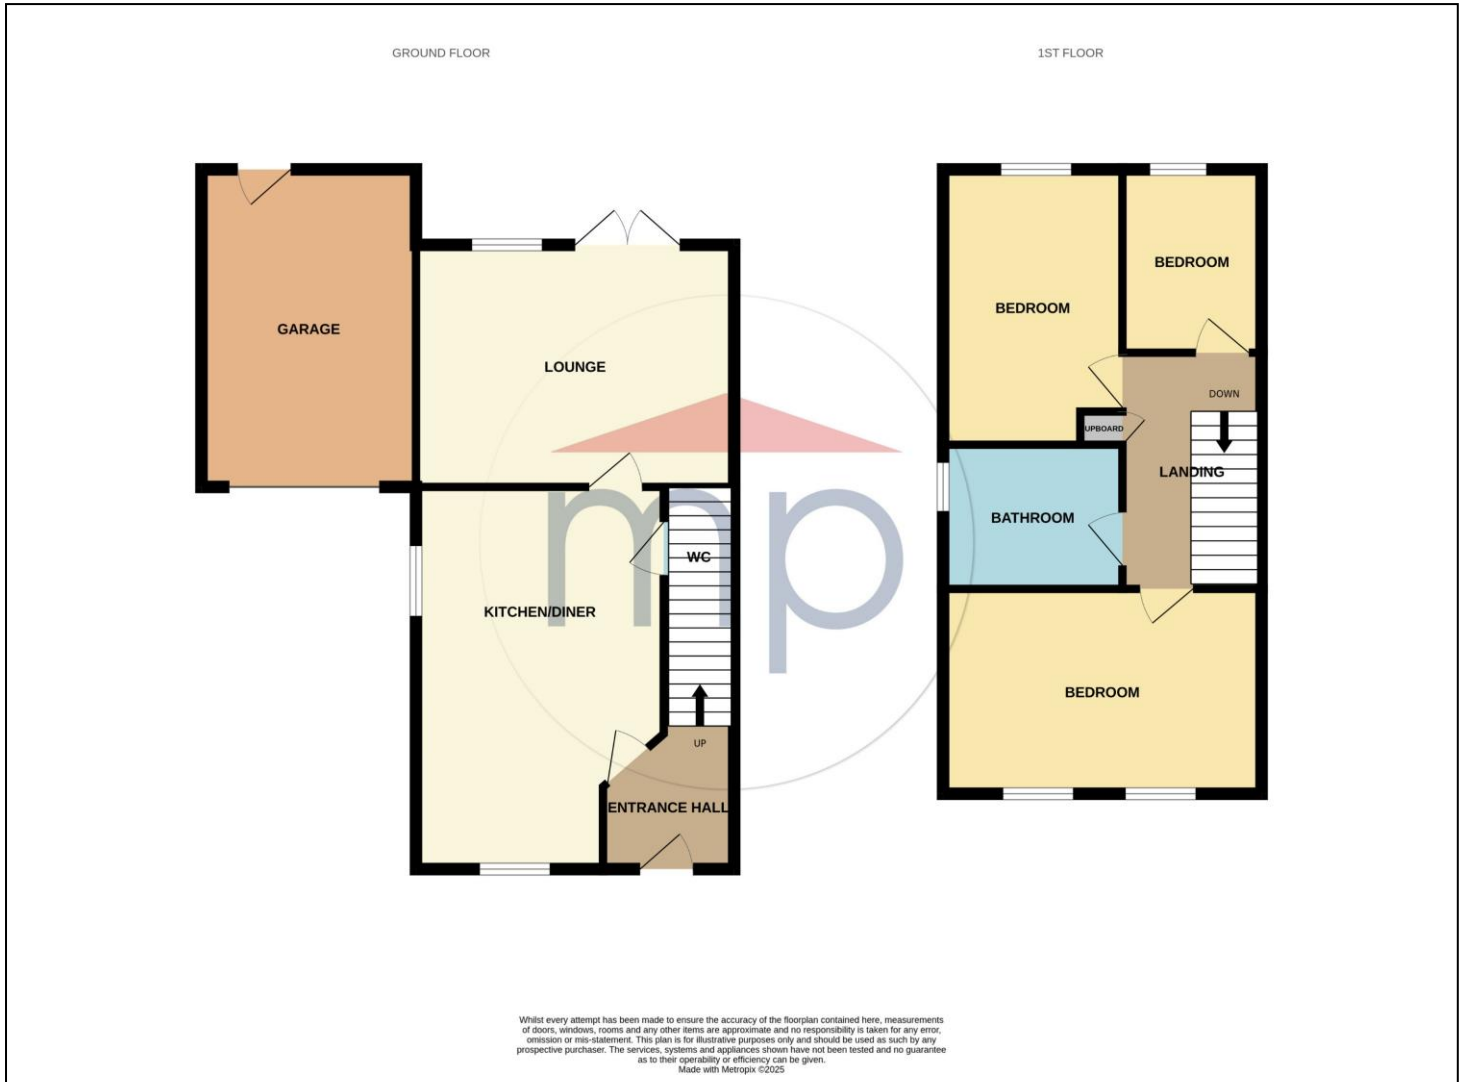 GROUND FLOOR
1ST FLOOR
GARAGE
LOUNGE
KITCHEN/DINER
WC
UP
ENTRANCE HALL
BEDROOM
BEDROOM
DOWN
UPBOARD
LANDING
BATHROOM
BEDROOM
mp
Whilst every attempt has been made to ensure the accuracy of the floorplan contained here, measurements
of doors, windows, rooms and any other items are approximate and no responsibility is taken for any error,
omission or mis-statement. This plan is for illustrative purposes only and should be used as such by any
prospective purchaser. The services, systems and appliances shown have not been tested and no guarantee
as to their operability or efficiency can be given.
Made with Metropix ©2025